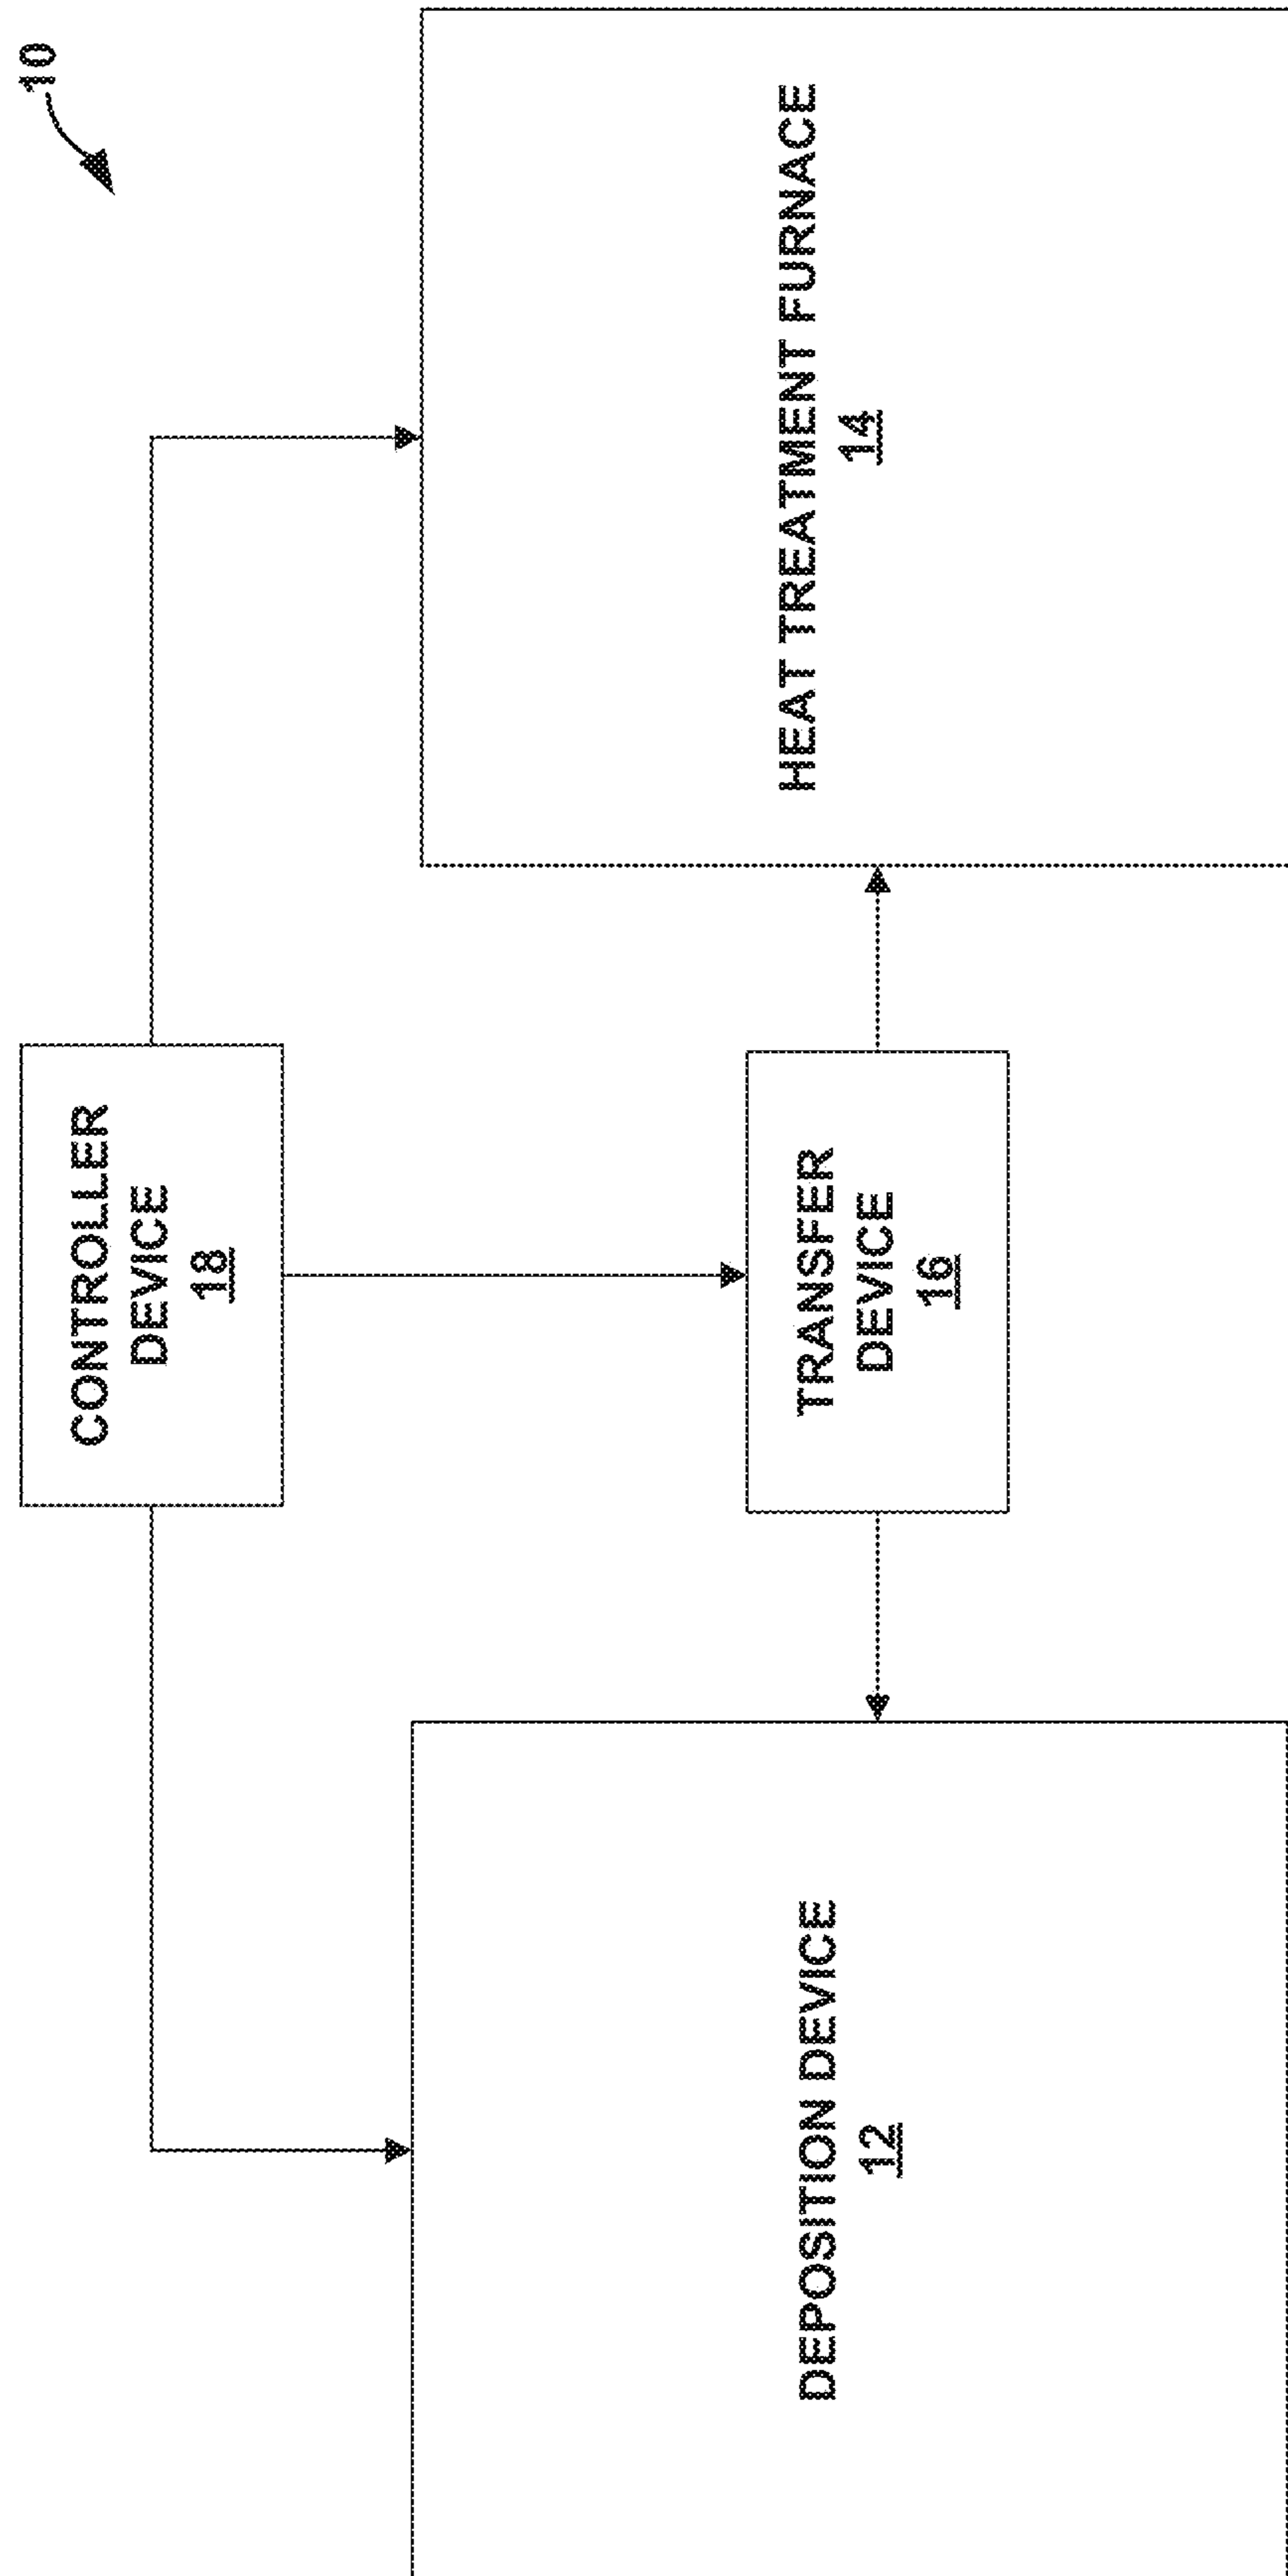 10
CONTROLLER
DEVICE
18
DEPOSITION DEVICE
12
TRANSFER
DEVICE
16
HEAT TREATMENT FURNACE
14